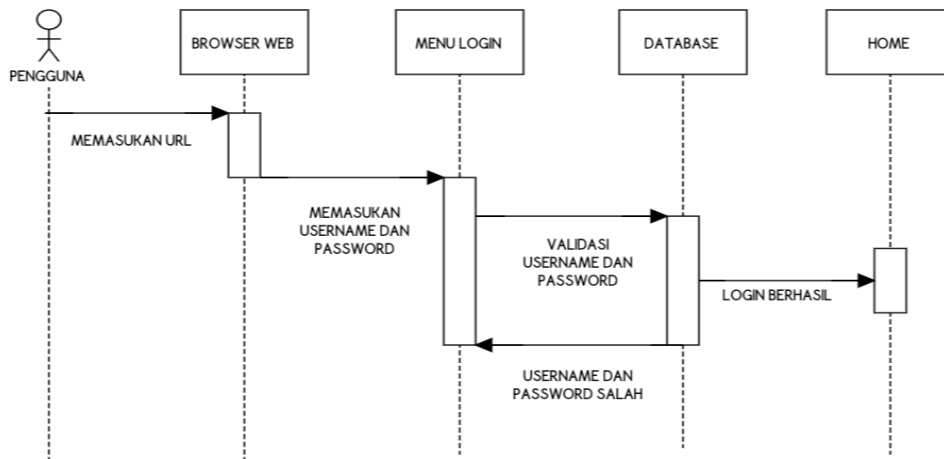 PENGGUNA
BROWSER WEB
MENU LOGIN
DATABASE
HOME
MEMASUKAN URL
MEMASUKAN
USERNAME DAN
PASSWORD
VALIDASI
USERNAME DAN
PASSWORD
LOGIN BERHASIL
USERNAME DAN
PASSWORD SALAH